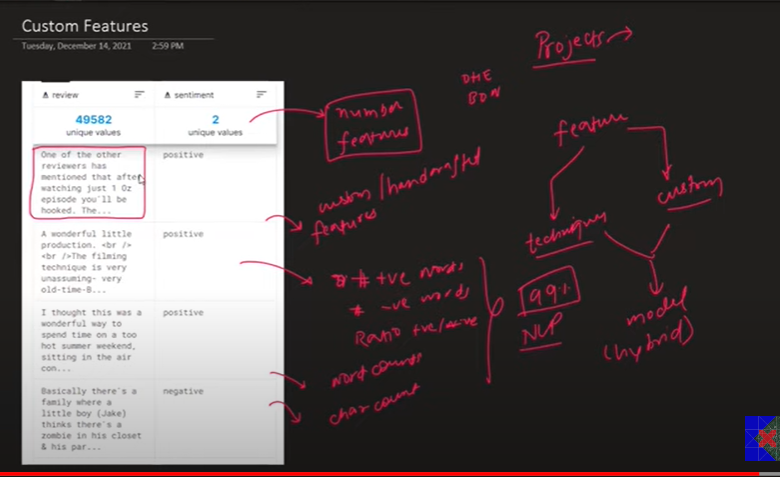 Custom Features
Tuesday, December 14, 2021 2:59 PM
review
sentiment
49582
unique values
2
unique values
One of the other
reviewers has
mentioned that after
watching just 1 Oz
episode you'll be
hooked. The...
positive
A wonderful little
production. <br />
<br />The filming
technique is very
unassuming- very
old-time-B...
positive
I thought this was a
wonderful way to
spend time on a too
hot summer weekend,
sitting in the air
con...
positive
Basically there's a
family where a
little boy (Jake)
thinks there's a
zombie in his closet
& his par...
negative
number
features
custom/handcrafted
features
# +ve words
# -ve words
Ratio +ve/-ive
word counts
char count
OHE
BOW
Projects
feature
techniques
custom
99%
NLP
model
(hybrid)